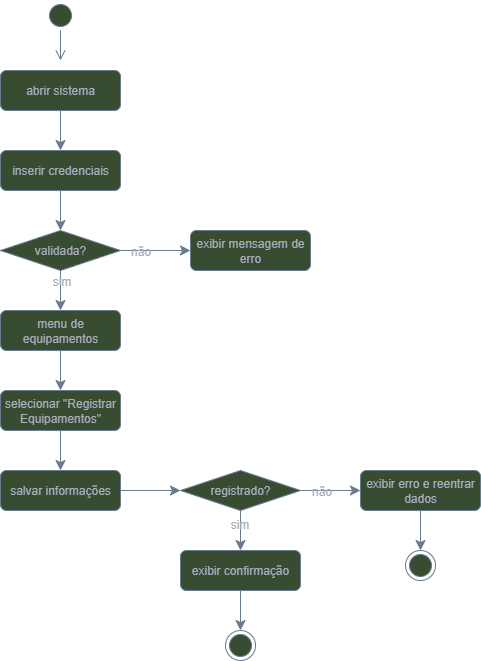 abrir sistema
inserir credenciais
validada?
não
exibir mensagem de
erro
sim
menu de
equipamentos
selecionar "Registrar
Equipamentos"
salvar informações
registrado?
não
exibir erro e reentrar
dados
sim
exibir confirmação